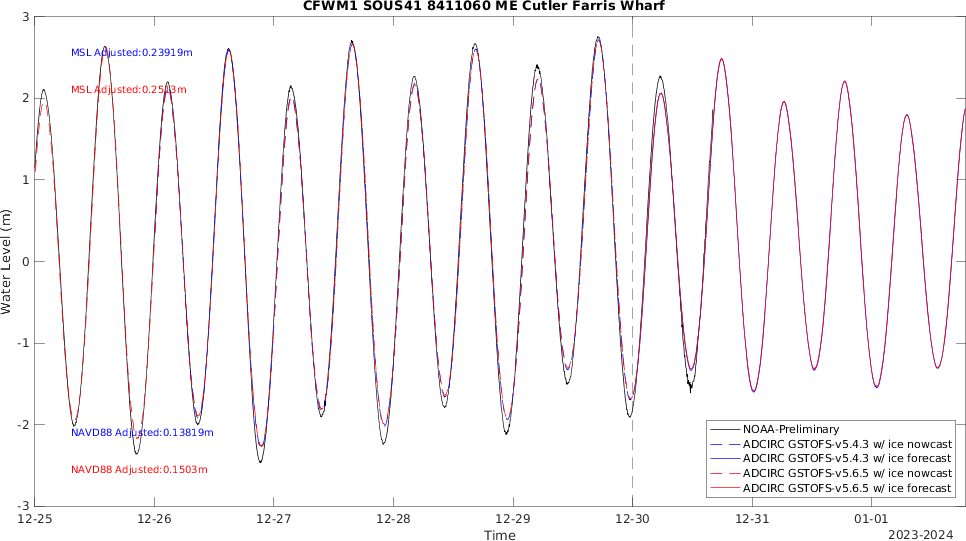 CFWM1 SOUS41 8411060 ME Cutler Farris Wharf
3
2
1
0
-1
-2
-3
Water Level (m)
MSL Adjusted:0.23919m
MSL Adjusted:0.2513m
NAVD88 Adjusted:0.13819m
NAVD88 Adjusted:0.1503m
NOAA-Preliminary
ADCIRC GSTOFS-v5.4.3 w/ ice nowcast
ADCIRC GSTOFS-v5.4.3 w/ ice forecast
ADCIRC GSTOFS-v5.6.5 w/ ice nowcast
ADCIRC GSTOFS-v5.6.5 w/ ice forecast
12-25 12-26 12-27 12-28 12-29 12-30 12-31 01-01
Time
2023-2024